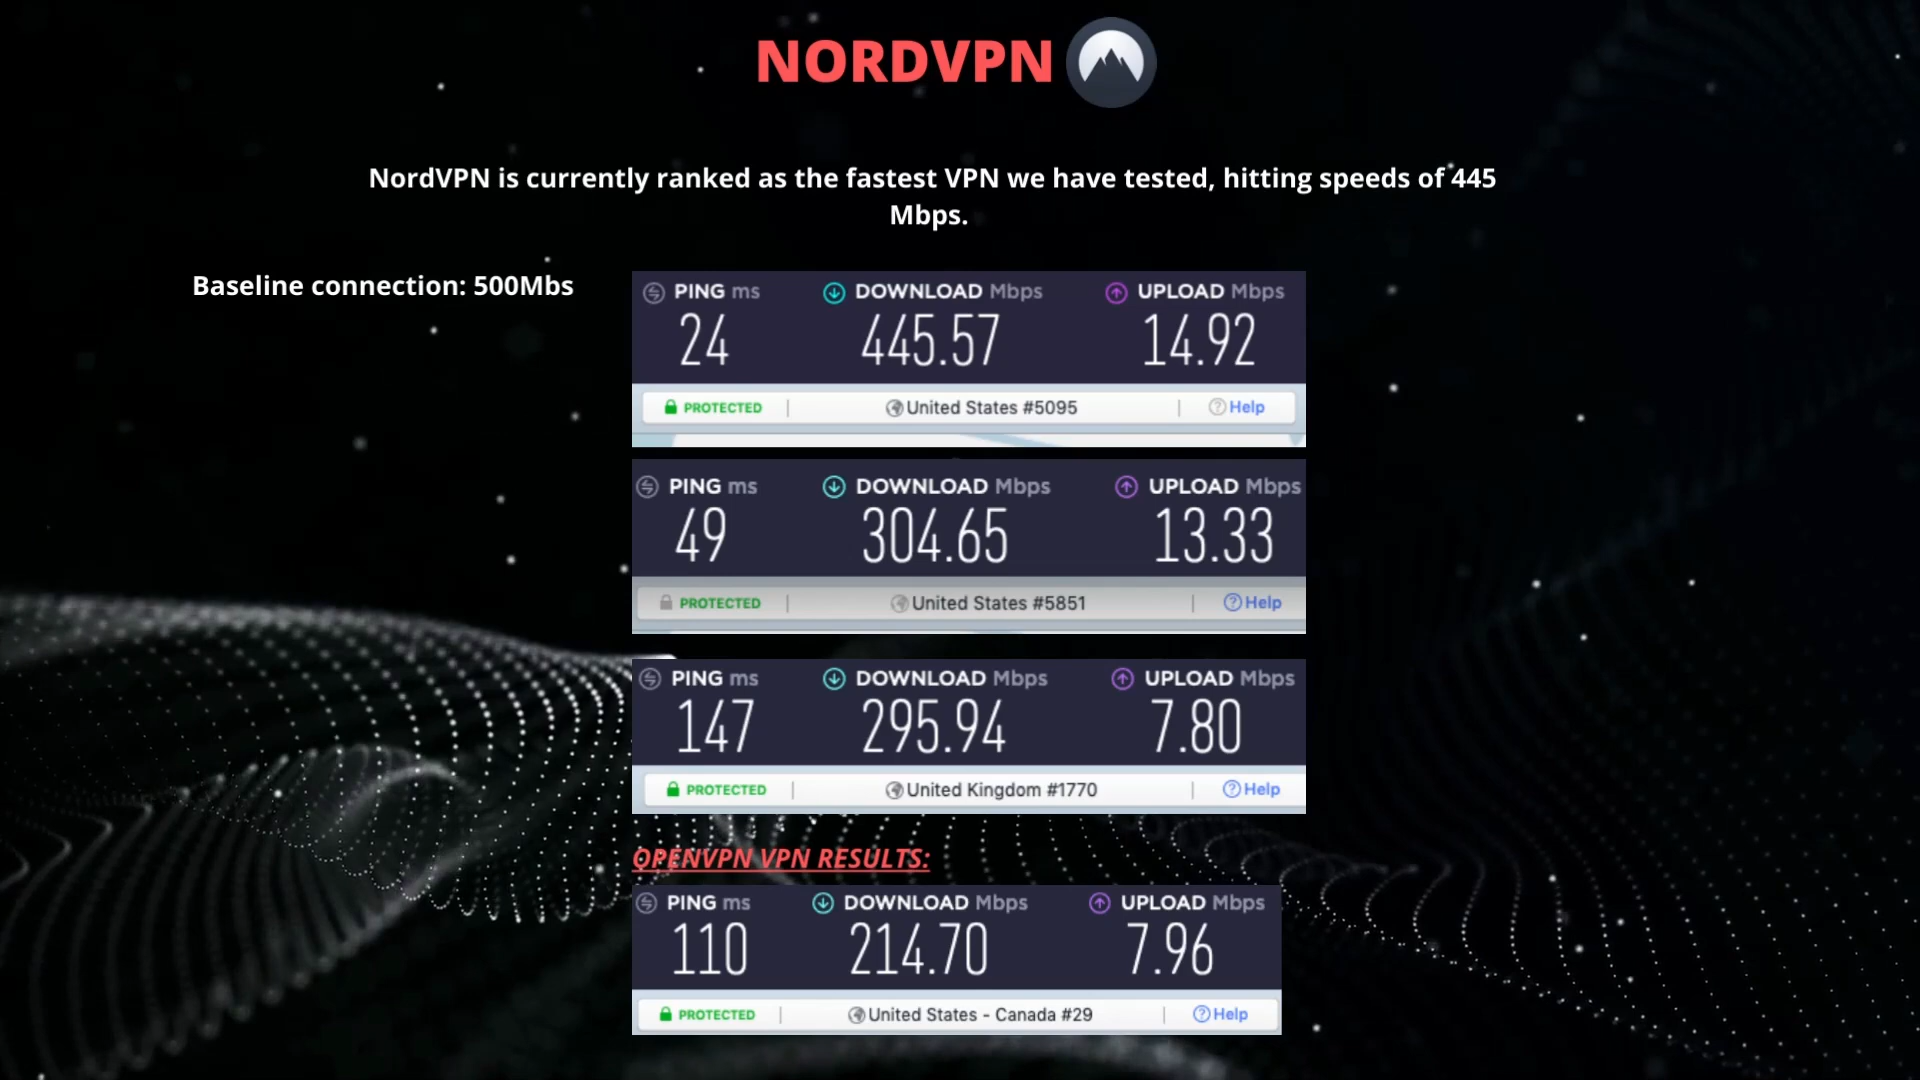 NORDVPN
NordVPN is currently ranked as the fastest VPN we have tested, hitting speeds of 445
Mbps.
Baseline connection: 500Mbs
PING ms DOWNLOAD Mbps UPLOAD Mbps
24 445.57 14.92
PROTECTED | United States #5095 | Help
PING ms DOWNLOAD Mbps UPLOAD Mbps
49 304.65 13.33
PROTECTED | United States #5851 | Help
PING ms DOWNLOAD Mbps UPLOAD Mbps
147 295.94 7.80
PROTECTED | United Kingdom #1770 | Help
OPENVPN VPN RESULTS:
PING ms DOWNLOAD Mbps UPLOAD Mbps
110 214.70 7.96
PROTECTED | United States - Canada #29 | Help